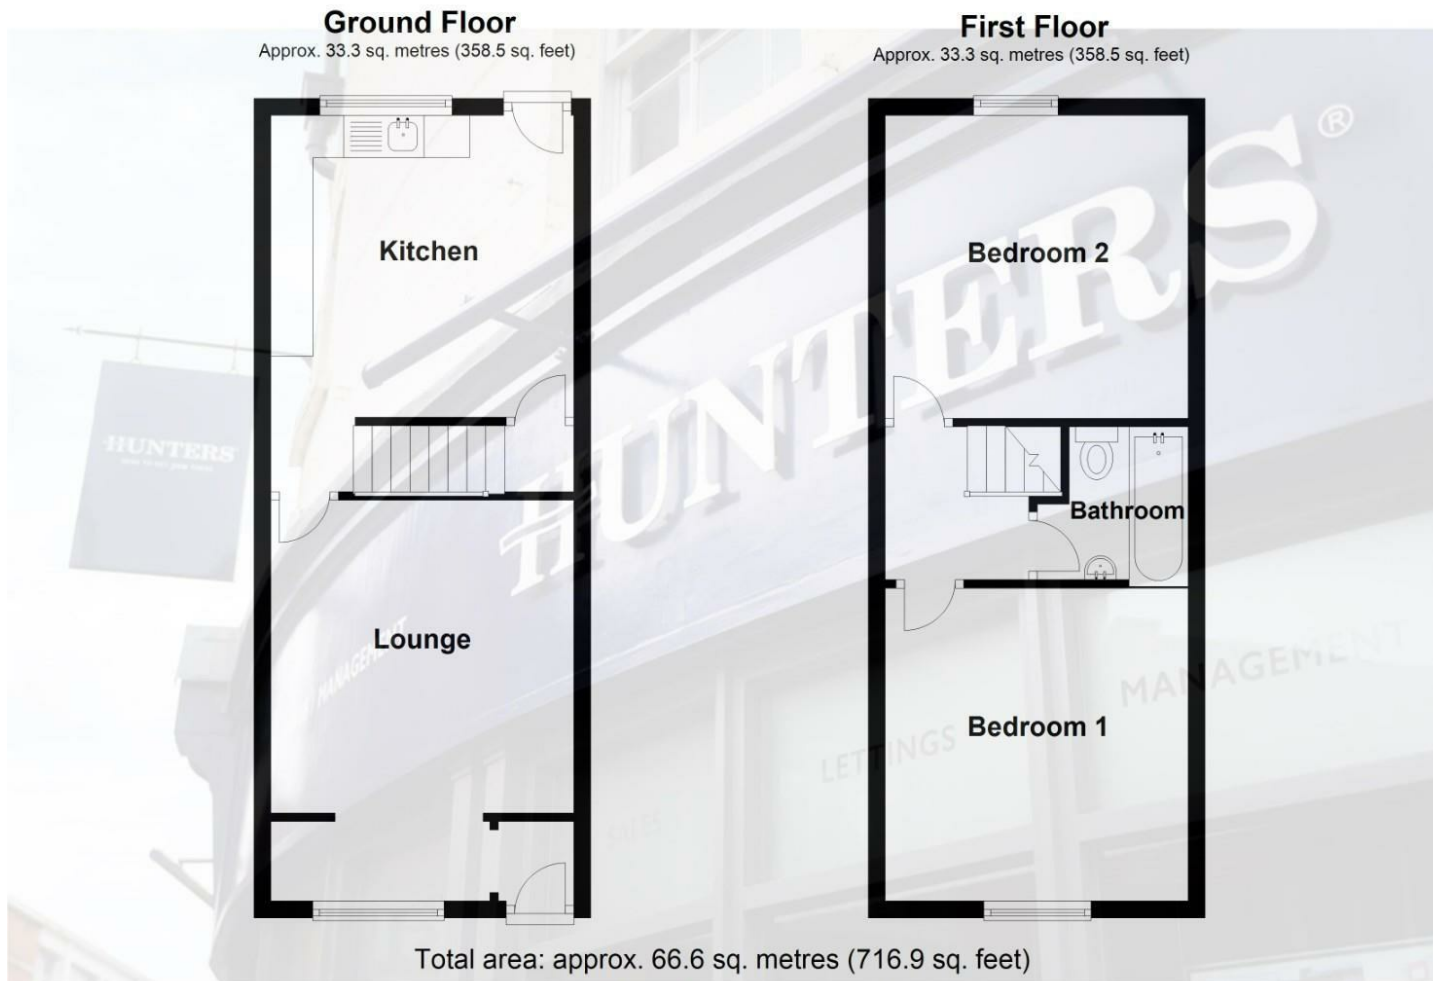 Ground Floor
Approx. 33.3 sq. metres (358.5 sq. feet)
First Floor
Approx. 33.3 sq. metres (358.5 sq. feet)
Kitchen
Lounge
Bedroom 2
Bathroom
Bedroom 1
HUNTERS®
HUNTERS
MANAGEMENT
SALES
LETTINGS
MANAGEMENT
Total area: approx. 66.6 sq. metres (716.9 sq. feet)